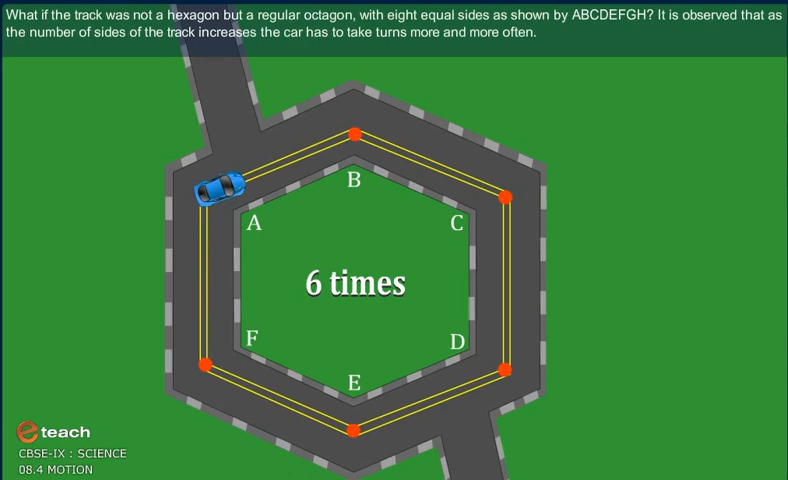 What if the track was not a hexagon but a regular octagon, with eight equal sides as shown by ABCDEFGH? It is observed that as
the number of sides of the track increases the car has to take turns more and more often.
B
A
C
6 times
F
D
E
e teach
CBSE-IX : SCIENCE
08.4 MOTION